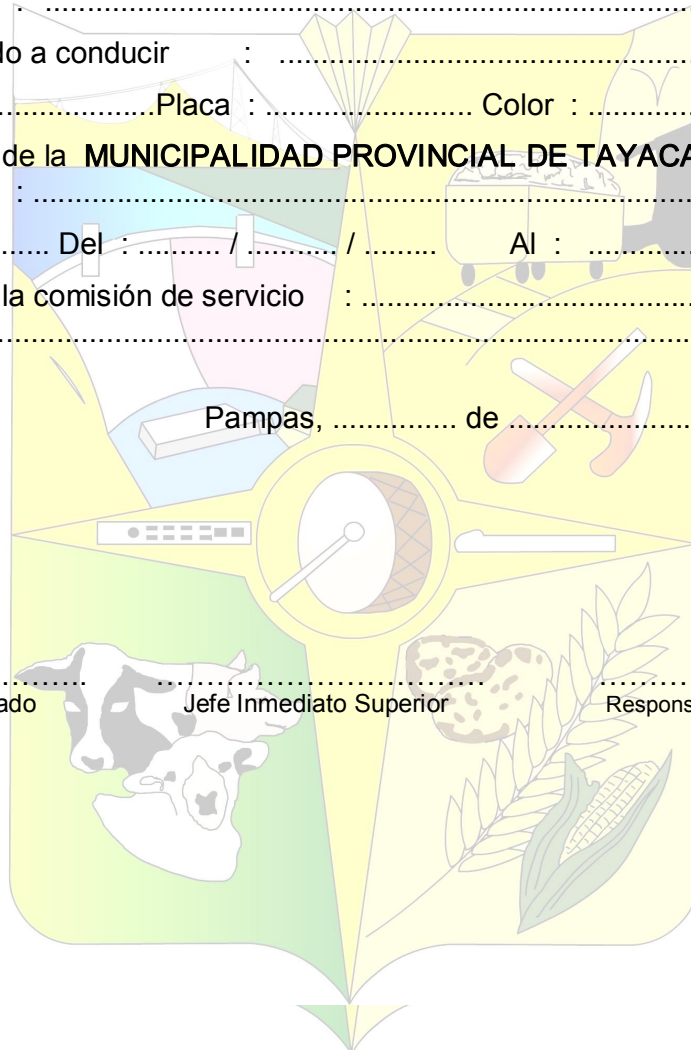 : ................................................................................
do a conducir : .....................................................
....................Placa : ........................ Color : .............
de la MUNICIPALIDAD PROVINCIAL DE TAYACA
: ...................................................................................
...... Del : .......... / ........... / ......... Al : .............
la comisión de servicio : ..........................................
.........................................................................................
Pampas, ............... de ......................
........... ........................................ ...........
ado Jefe Inmediato Superior Respons